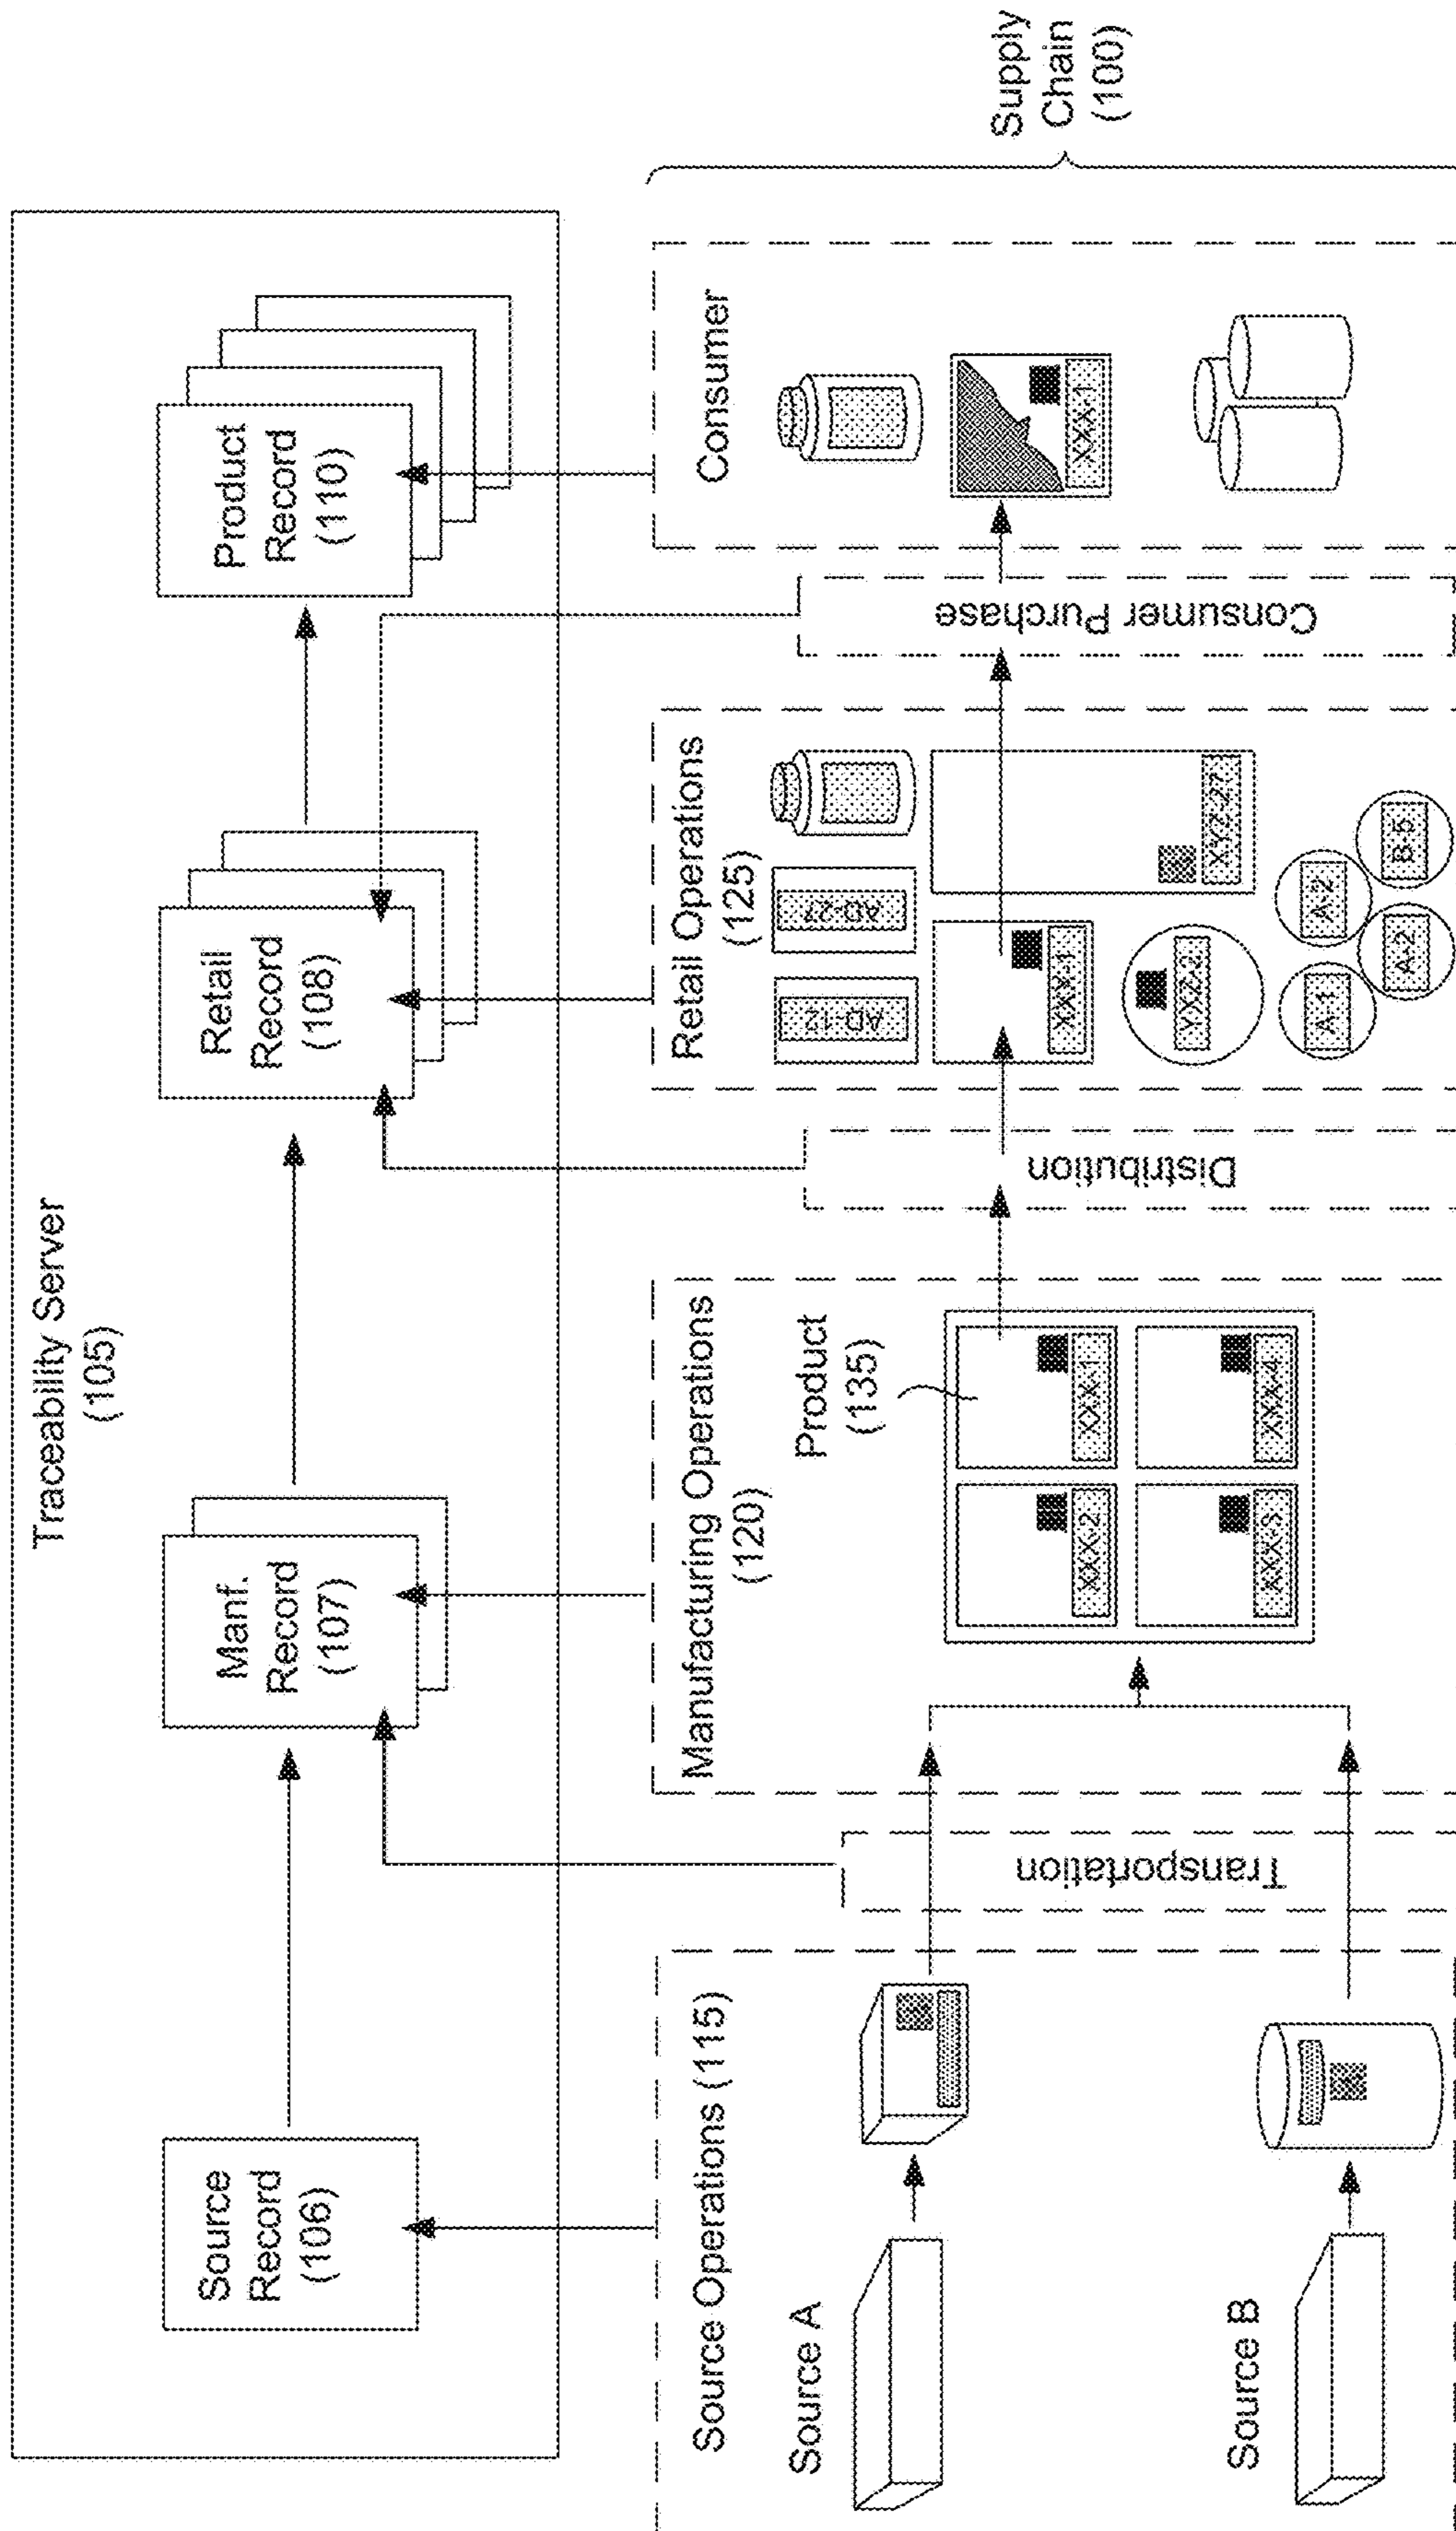 Traceability Server
(105)
Source
Record
(106)
Manf.
Record
(107)
Retail
Record
(108)
Product
Record
(110)
Source Operations (115)
Source A
Source B
Transportation
Manufacturing Operations
(120)
Product
(135)
XXX-2
XXX-1
XXX-3
XXX-4
Distribution
Retail Operations
(125)
AD-12
AD-27
XXX-1
XYZ-27
YXZ-2
A-1
A-2
A-2
B-5
Consumer Purchase
Consumer
XXX-1
Supply
Chain
(100)